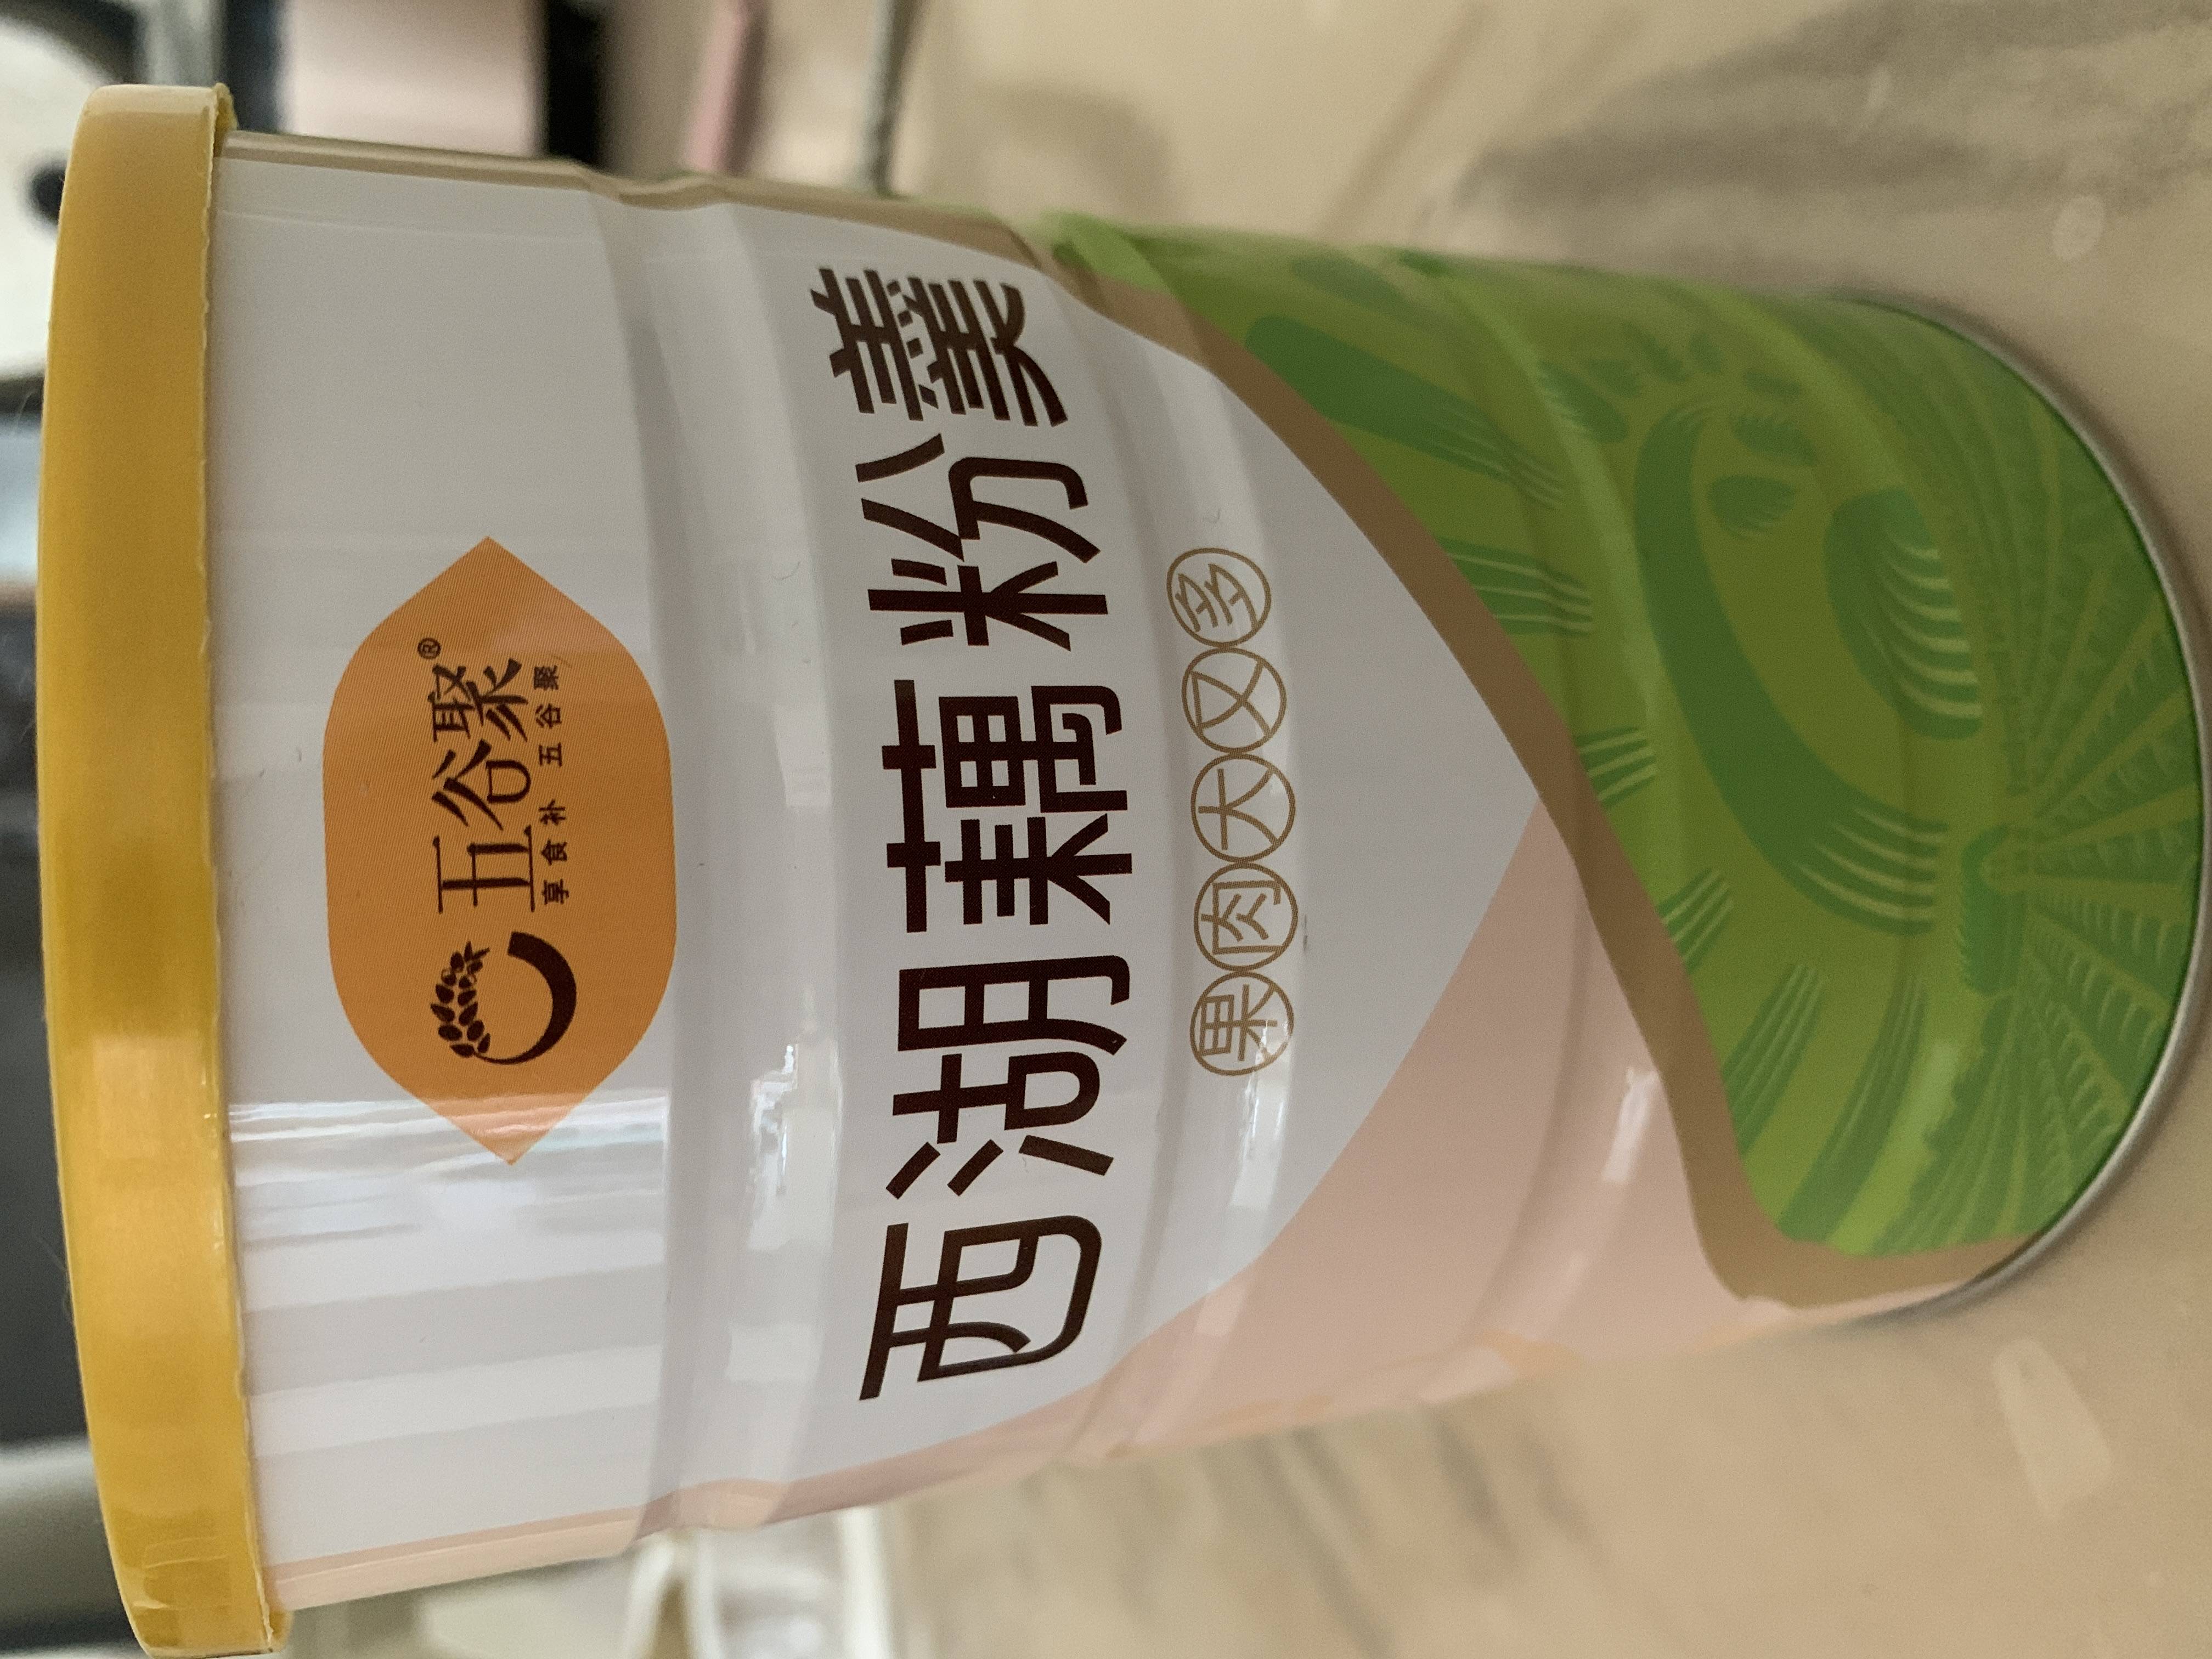 五谷聚®
享食补 五谷聚
西湖藕粉羹
果肉大又多